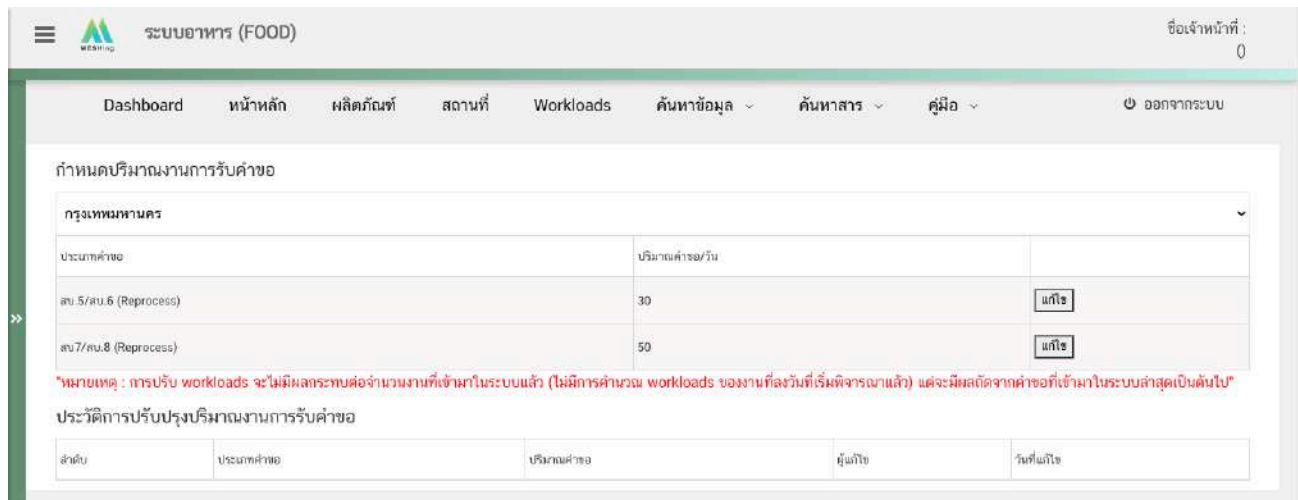 ระบบอาหาร (FOOD)
ชื่อเจ้าหน้าที่ :
()
Dashboard หน้าหลัก ผลิตภัณฑ์ สถานที่ Workloads ค้นหาข้อมูล ค้นหาสาร คู่มือ ออกจากระบบ
กำหนดปริมาณงานการรับคำขอ
กรุงเทพมหานคร
ประเภทคำขอ ปริมาณคำขอ/วัน
สบ.5/สบ.6 (Reprocess) 30 แก้ไข
สบ7/สบ.8 (Reprocess) 50 แก้ไข
"หมายเหตุ : การปรับ workloads จะไม่มีผลกระทบต่อจำนวนงานที่เข้ามาในระบบแล้ว (ไม่มีการคำนวณ workloads ของงานที่ลงวันที่เริ่มพิจารณาแล้ว) แต่จะมีผลถัดจากคำขอที่เข้ามาในระบบล่าสุดเป็นต้นไป"
ประวัติการปรับปรุงปริมาณงานการรับคำขอ
ลำดับ ประเภทคำขอ ปริมาณคำขอ ผู้แก้ไข วันที่แก้ไข